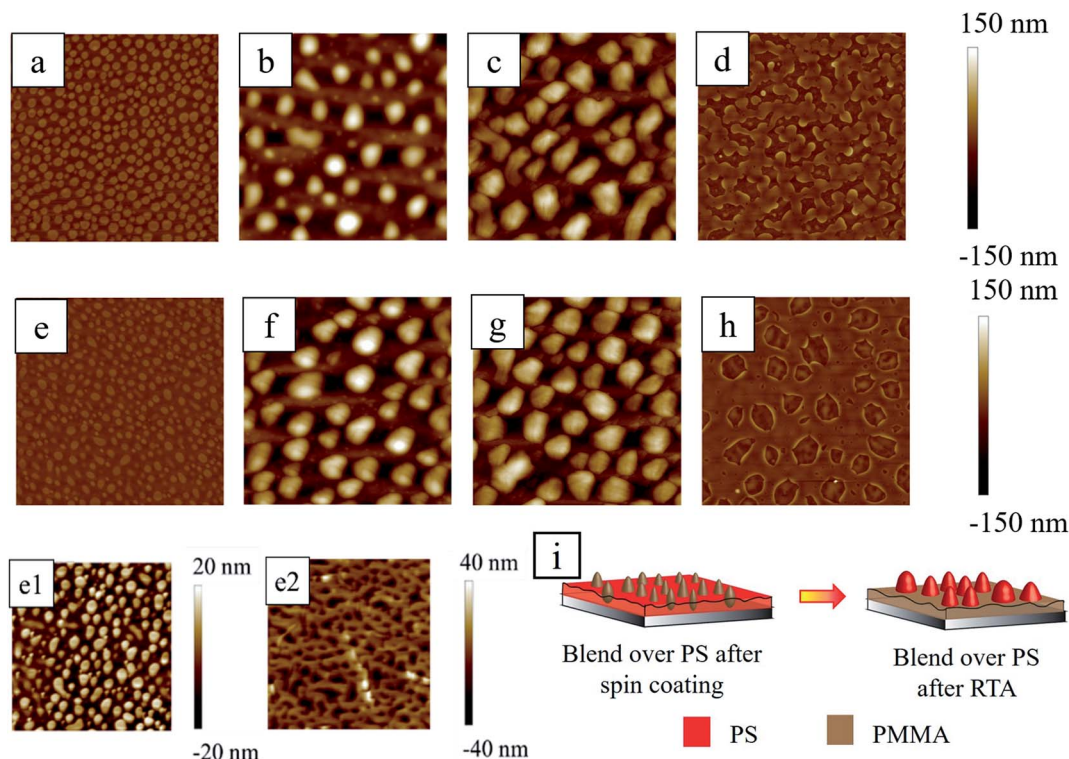 a
b
c
d
150 nm
-150 nm
e
f
g
h
150 nm
-150 nm
e1
20 nm
-20 nm
e2
40 nm
-40 nm
i
Blend over PS after
spin coating
Blend over PS
after RTA
PS
PMMA